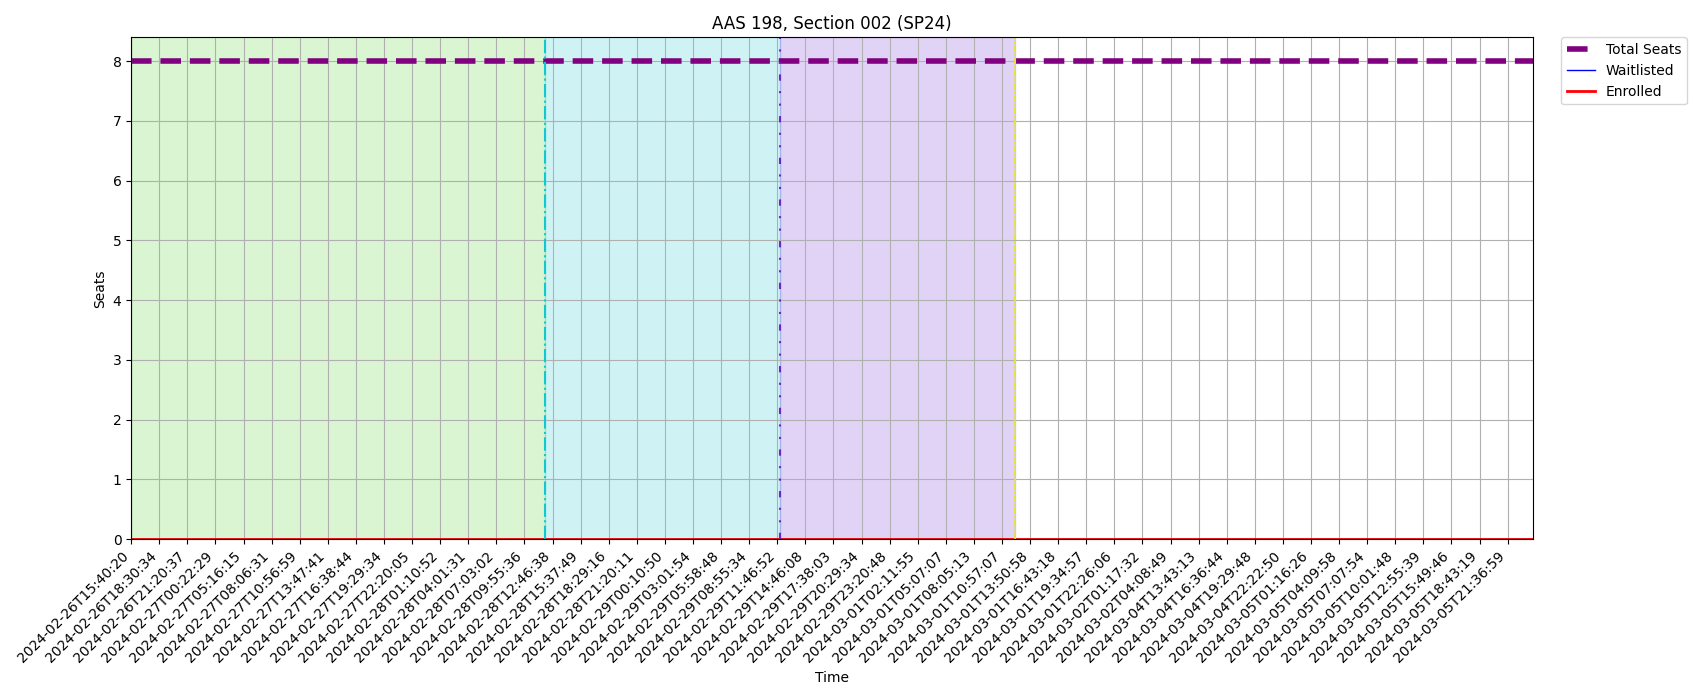 AAS 198, Section 002 (SP24)
Total Seats
Waitlisted
Enrolled
Seats
8
7
6
5
4
3
2
1
0
2024-02-26T15:40:20
2024-02-26T18:30:34
2024-02-26T21:20:37
2024-02-27T00:22:29
2024-02-27T05:16:15
2024-02-27T08:06:31
2024-02-27T10:56:59
2024-02-27T13:47:41
2024-02-27T16:38:44
2024-02-27T19:29:34
2024-02-27T22:20:05
2024-02-28T01:10:52
2024-02-28T04:01:31
2024-02-28T07:03:02
2024-02-28T09:55:36
2024-02-28T12:46:38
2024-02-28T15:37:49
2024-02-28T18:29:16
2024-02-28T21:20:11
2024-02-29T00:10:50
2024-02-29T03:01:54
2024-02-29T05:58:48
2024-02-29T08:55:34
2024-02-29T11:46:52
2024-02-29T14:46:08
2024-02-29T17:38:03
2024-02-29T20:29:34
2024-02-29T23:20:48
2024-03-01T02:11:55
2024-03-01T05:07:07
2024-03-01T08:05:13
2024-03-01T10:57:07
2024-03-01T13:50:58
2024-03-01T16:43:18
2024-03-01T19:34:57
2024-03-01T22:26:06
2024-03-02T01:17:32
2024-03-02T04:08:49
2024-03-04T13:43:13
2024-03-04T16:36:44
2024-03-04T19:29:48
2024-03-04T22:22:50
2024-03-05T01:16:26
2024-03-05T04:09:58
2024-03-05T07:07:54
2024-03-05T10:01:48
2024-03-05T12:55:39
2024-03-05T15:49:46
2024-03-05T18:43:19
2024-03-05T21:36:59
Time